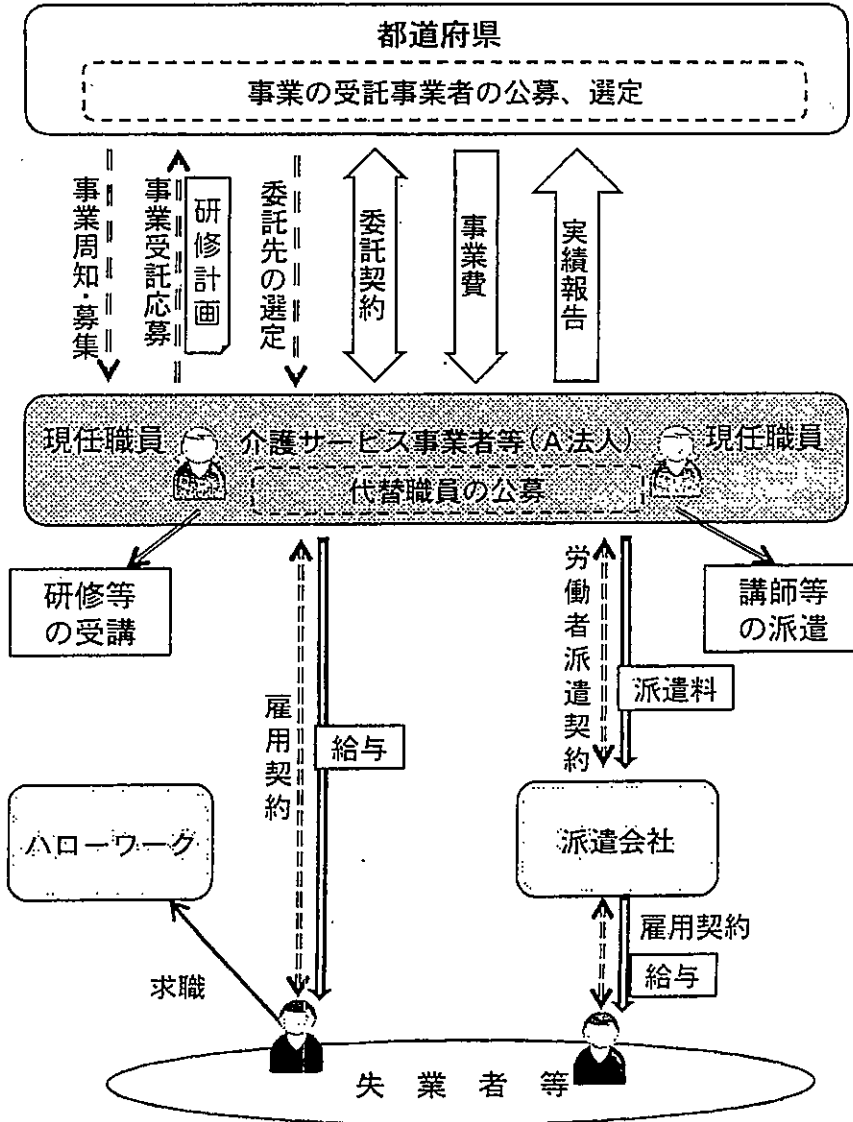 都道府県
事業の受託事業者の公募、選定
事業周知・募集
事業受託応募
研修計画
委託先の選定
委託契約
事業費
実績報告
現任職員
介護サービス事業者等(A法人)
現任職員
代替職員の公募
研修等
の受講
講師等
の派遣
雇用契約
給与
労働者派遣契約
派遣料
ハローワーク
派遣会社
求職
雇用契約
給与
失業者等